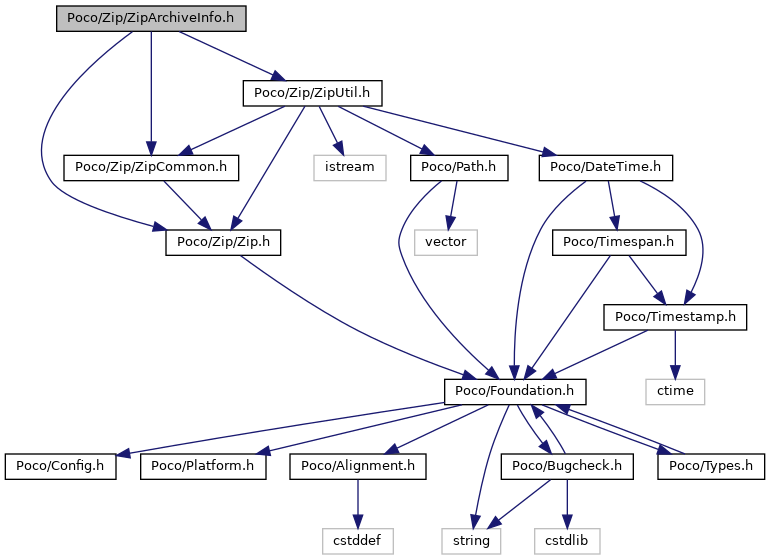 Poco/Zip/ZipArchiveInfo.h
Poco/Zip/ZipUtil.h
Poco/Zip/ZipCommon.h
istream
Poco/Path.h
Poco/DateTime.h
Poco/Zip/Zip.h
vector
Poco/Timespan.h
Poco/Timestamp.h
Poco/Foundation.h
ctime
Poco/Config.h
Poco/Platform.h
Poco/Alignment.h
Poco/Bugcheck.h
Poco/Types.h
cstddef
string
cstdlib